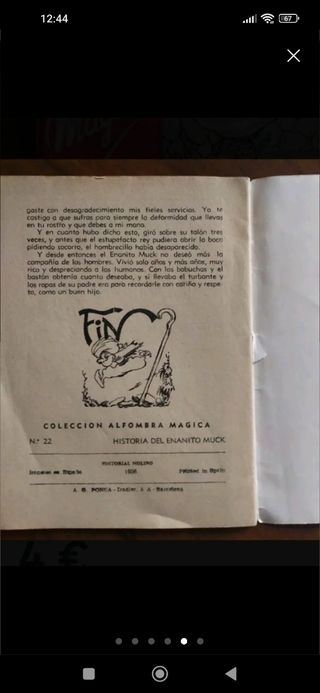 12:44
67
gaste con desagradecimiento mis fieles servicios. Yo te
castigo a que sufras para siempre la deformidad que llevas
en tu rostro y que debes a mi mano.
Y en cuanto hubo dicho esto, giró sobre su talón tres
veces, y antes que el estupefacto rey pudiera abrir la boca
pidiendo socorro, el hombrecillo había desaparecido.
Y desde entonces el Enanito Muck no deseó más la
compañía de los hombres. Vivió solo años y más años, muy
rico y despreciando a los humanos. Con las babuchas y el
bastón obtenía cuanto deseaba, y si llevaba el turbante y
las ropas de su padre era para recordarle con cariño y respe-
to, como un buen hijo.
FIN
COLECCION ALFOMBRA MAGICA
N.º 22 HISTORIA DEL ENANITO MUCK
EDITORIAL MOLINO
Impreso en España 1956 Printed in Spain
A. G. PONSA - Barcelona
4 €